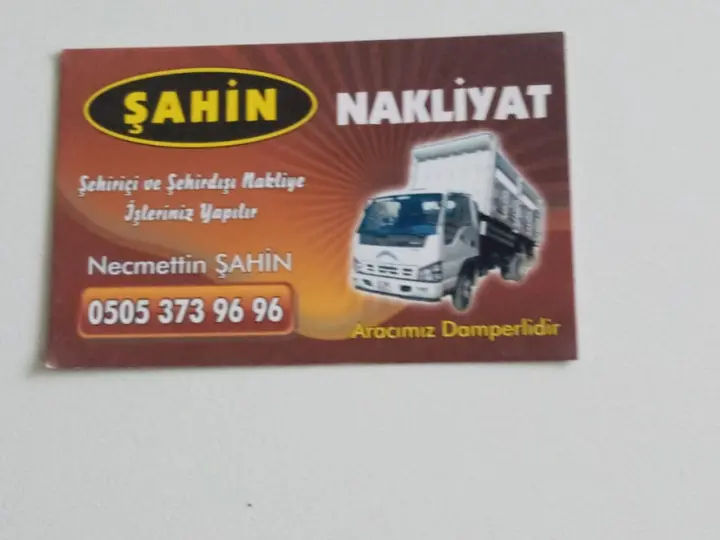 ŞAHİN NAKLİYAT
Şehiriçi ve Şehirdışı Nakliye
İşleriniz Yapılır
Necmettin ŞAHİN
0505 373 96 96
Aracımız Damperlidir